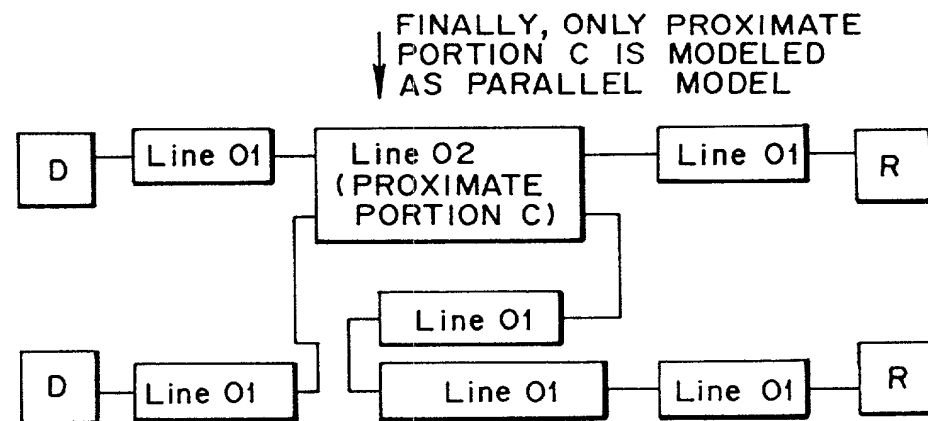 FINALLY, ONLY PROXIMATE
PORTION C IS MODELED
AS PARALLEL MODEL
D
Line 01
Line 02
(PROXIMATE
PORTION C)
Line 01
R
Line 01
D
Line 01
Line 01
Line 01
R